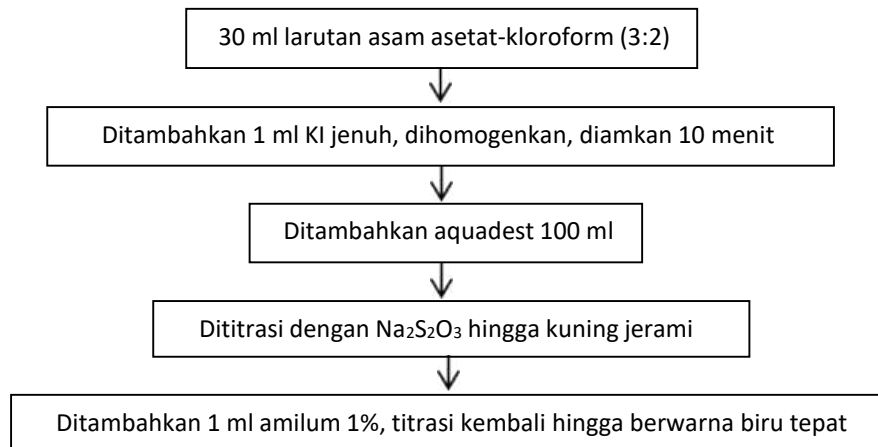 30 ml larutan asam asetat-kloroform (3:2)
Ditambahkan 1 ml KI jenuh, dihomogenkan, diamkan 10 menit
Ditambahkan aquadest 100 ml
Dititrasi dengan Na₂S₂O₃ hingga kuning jerami
Ditambahkan 1 ml amilum 1%, titrasi kembali hingga berwarna biru tepat